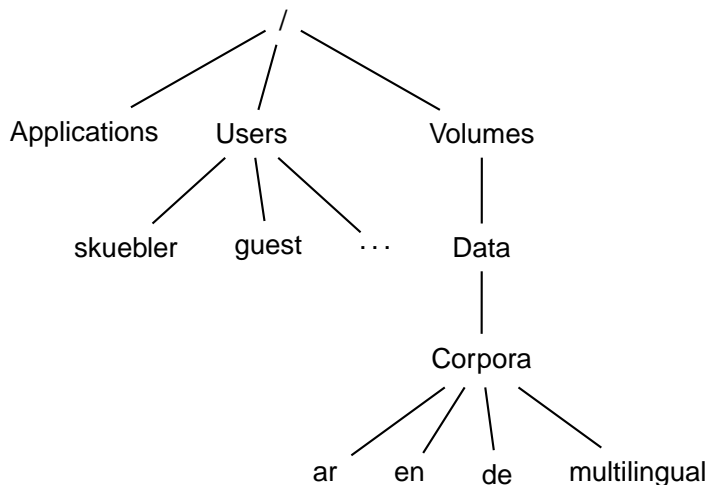 /
Applications Users Volumes
skuebler guest ... Data
Corpora
ar en de multilingual